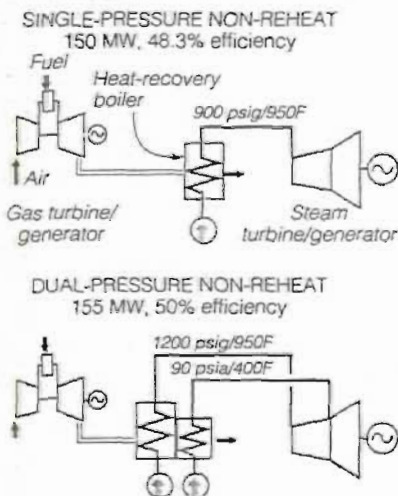 SINGLE-PRESSURE NON-REHEAT
150 MW, 48.3% efficiency
Fuel
Heat-recovery
boiler
900 psig/950F
Air
Gas turbine/
generator
Steam
turbine/generator
DUAL-PRESSURE NON-REHEAT
155 MW, 50% efficiency
1200 psig/950F
90 psia/400F